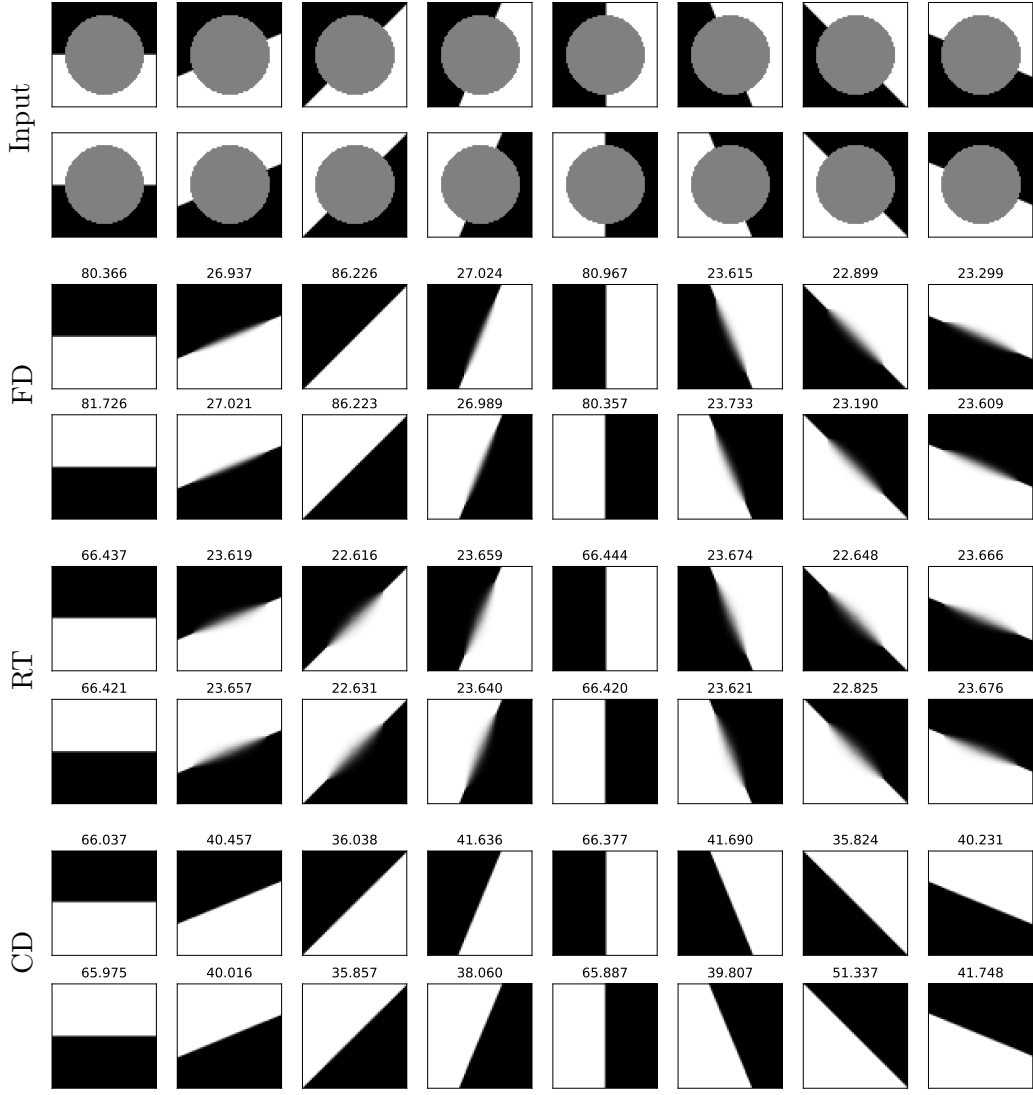 Input
FD
80.366 26.937 86.226 27.024 80.967 23.615 22.899 23.299
81.726 27.021 86.223 26.989 80.357 23.733 23.190 23.609
RT
66.437 23.619 22.616 23.659 66.444 23.674 22.648 23.666
66.421 23.657 22.631 23.640 66.420 23.621 22.825 23.676
CD
66.037 40.457 36.038 41.636 66.377 41.690 35.824 40.231
65.975 40.016 35.857 38.060 65.887 39.807 51.337 41.748